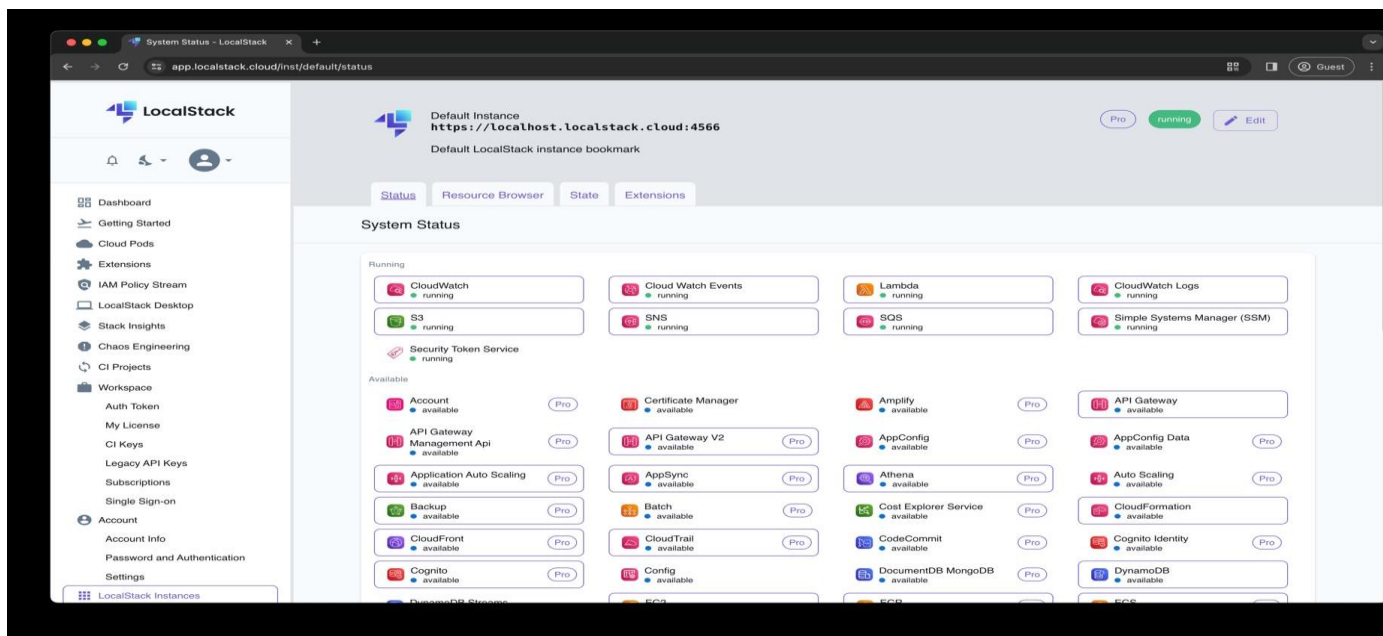 System Status - LocalStack
app.localstack.cloud/inst/default/status
Guest
LocalStack
Default Instance
https://localhost.localstack.cloud:4566
Default LocalStack instance bookmark
Pro
running
Edit
Status
Resource Browser
State
Extensions
System Status
Dashboard
Getting Started
Cloud Pods
Extensions
IAM Policy Stream
LocalStack Desktop
Stack Insights
Chaos Engineering
CI Projects
Workspace
Auth Token
My License
CI Keys
Legacy API Keys
Subscriptions
Single Sign-on
Account
Account Info
Password and Authentication
Settings
LocalStack Instances
Running
CloudWatch
running
Cloud Watch Events
running
Lambda
running
CloudWatch Logs
running
S3
running
SNS
running
SQS
running
Simple Systems Manager (SSM)
running
Security Token Service
running
Available
Account
available
Pro
Certificate Manager
available
Amplify
available
Pro
API Gateway
available
API Gateway
Management Api
available
Pro
API Gateway V2
available
Pro
AppConfig
available
Pro
AppConfig Data
available
Pro
Application Auto Scaling
available
Pro
AppSync
available
Pro
Athena
available
Pro
Auto Scaling
available
Pro
Backup
available
Pro
Batch
available
Pro
Cost Explorer Service
available
Pro
CloudFormation
available
CloudFront
available
Pro
CloudTrail
available
Pro
CodeCommit
available
Pro
Cognito Identity
available
Pro
Cognito
available
Pro
Config
available
DocumentDB MongoDB
available
Pro
DynamoDB
available
DynamoDB Streams
EC2
ECR
ECS